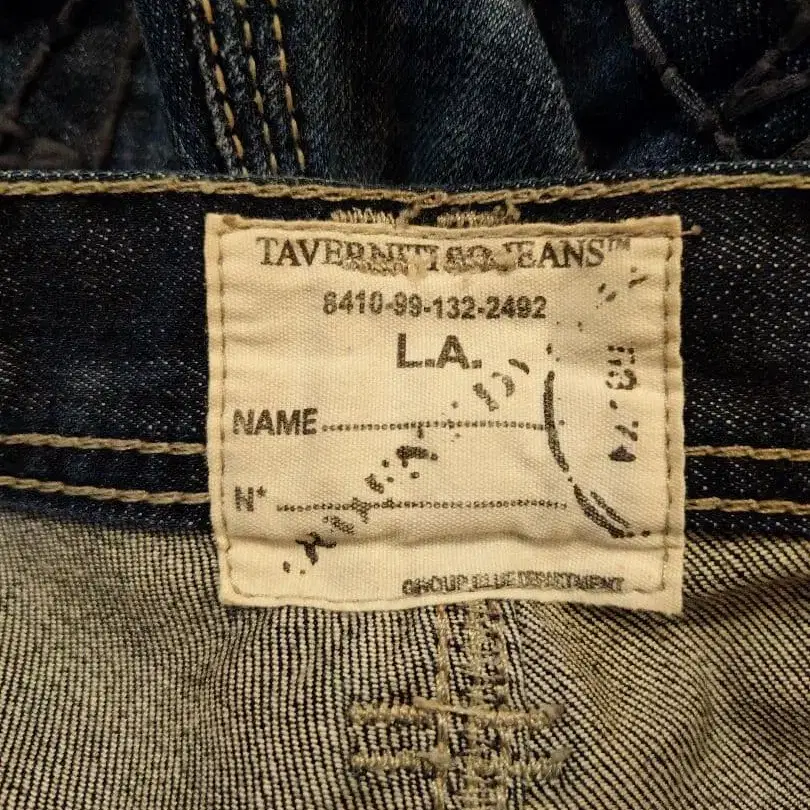 TAVERNITI SO JEANS™
8410-99-132-2492
L.A.
NAME
N°
GROUP BLUE DEPARTMENT